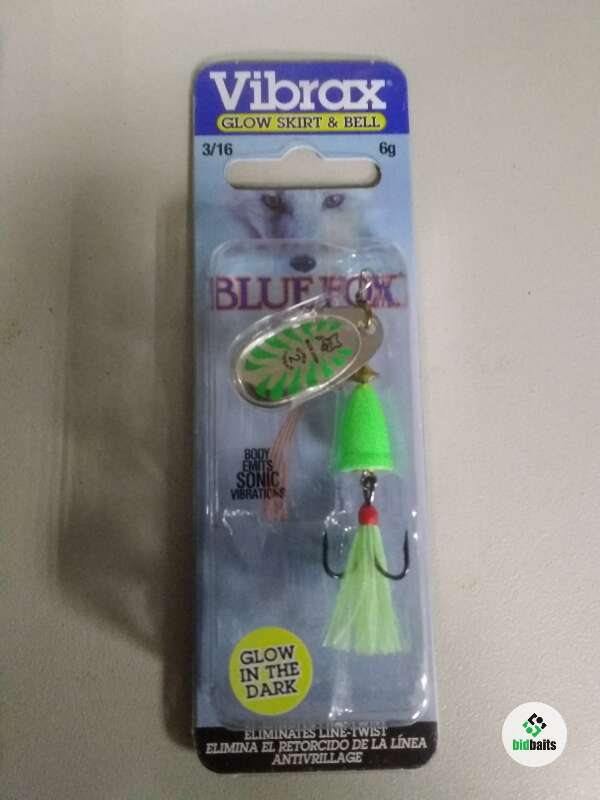 Vibrax
GLOW SKIRT & BELL
3/16 6g
BLUE FOX
2
BODY
EMITS
SONIC
VIBRATIONS
GLOW
IN THE
DARK
ELIMINATES LINE-TWIST
ELIMINA EL RETORCIDO DE LA LÍNEA
ANTIVRILLAGE
bidbaits